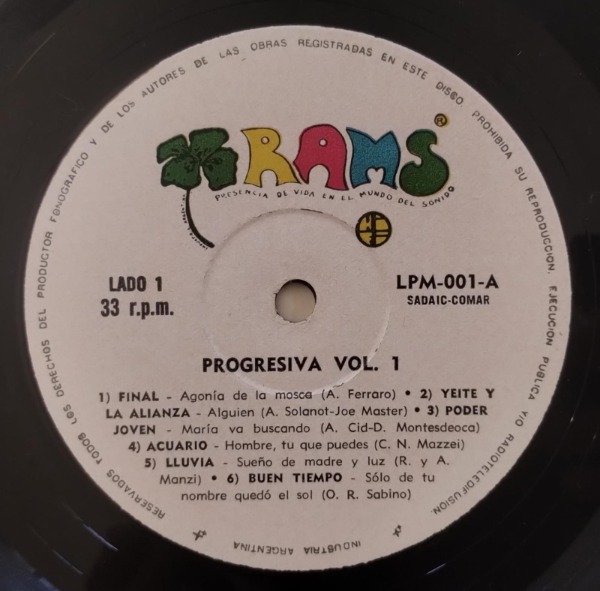 RESERVADOS TODOS LOS DERECHOS DEL PRODUCTOR FONOGRAFICO Y DE LOS AUTORES DE LAS OBRAS REGISTRADAS EN ESTE DISCO PROHIBIDA SU REPRODUCCION. EJECUCION PUBLICA Y/O RADIOTELEDIFUSION.
RAMS®
PRESENCIA DE VIDA EN EL MUNDO DEL SONIDO
LADO 1
33 r.p.m.
LPM-001-A
SADAIC-COMAR
PROGRESIVA VOL. 1
1) FINAL - Agonía de la mosca (A. Ferraro) • 2) YEITE Y
LA ALIANZA - Alguien (A. Solanot-Joe Master) • 3) PODER
JOVEN - María va buscando (A. Cid-D. Montesdeoca)
4) ACUARIO - Hombre, tu que puedes (C. N. Mazzei)
5) LLUVIA - Sueño de madre y luz (R. y A.
Manzi) • 6) BUEN TIEMPO - Sólo de tu
nombre quedó el sol (O. R. Sabino)
INDUSTRIA ARGENTINA